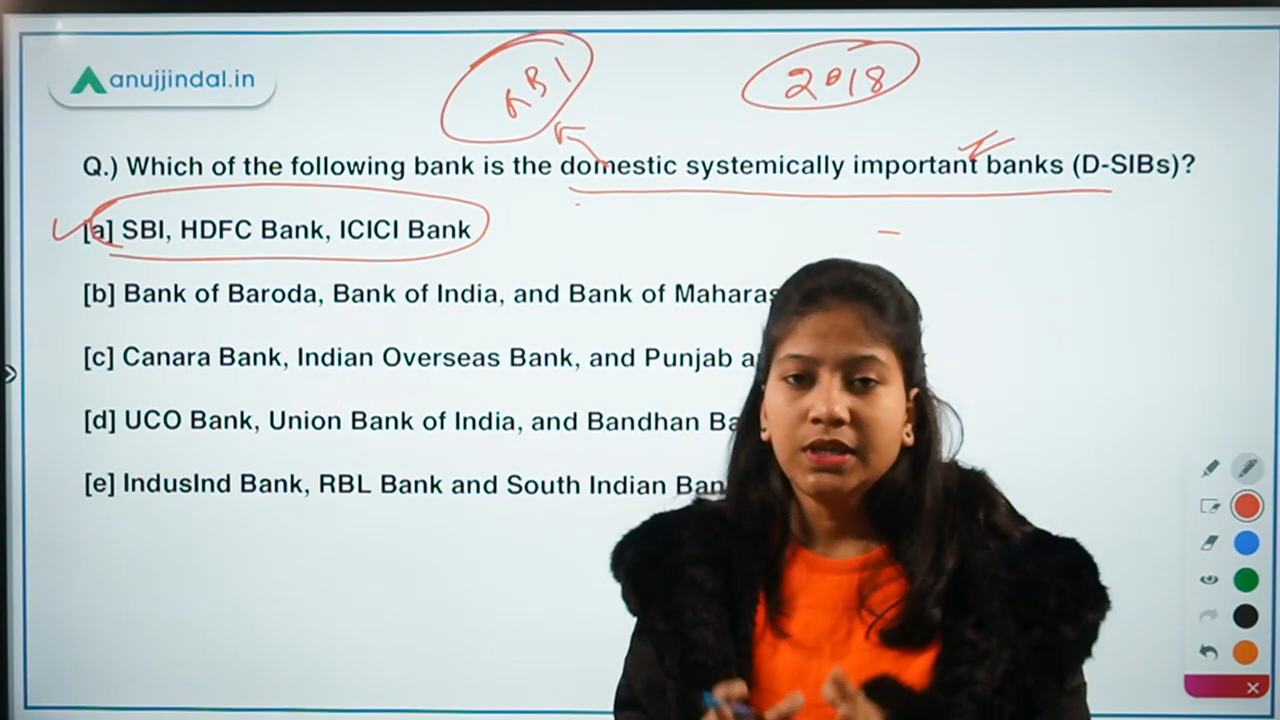 anujjindal.in
RBI
2018
Q.) Which of the following bank is the domestic systemically important banks (D-SIBs)?
[a] SBI, HDFC Bank, ICICI Bank
[b] Bank of Baroda, Bank of India, and Bank of Maharas
[c] Canara Bank, Indian Overseas Bank, and Punjab a
[d] UCO Bank, Union Bank of India, and Bandhan Ba
[e] IndusInd Bank, RBL Bank and South Indian Ban